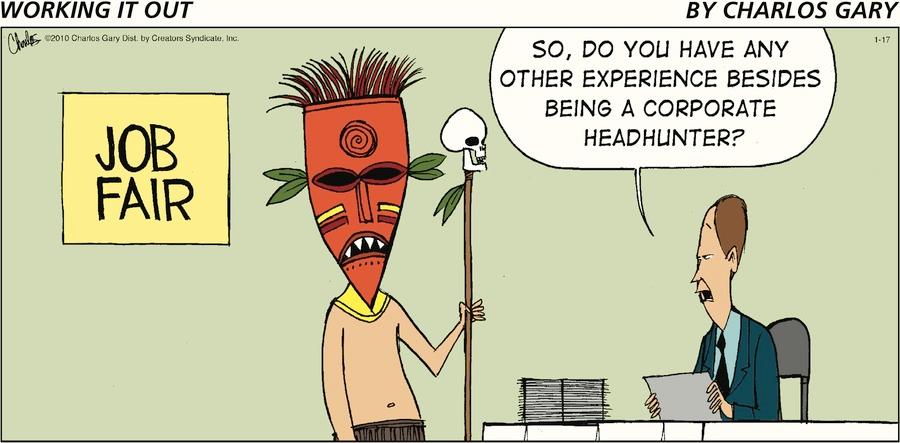 WORKING IT OUT
BY CHARLOS GARY
Charlos
©2010 Charlos Gary Dist. by Creators Syndicate, Inc.
1-17
JOB
FAIR
SO, DO YOU HAVE ANY
OTHER EXPERIENCE BESIDES
BEING A CORPORATE
HEADHUNTER?